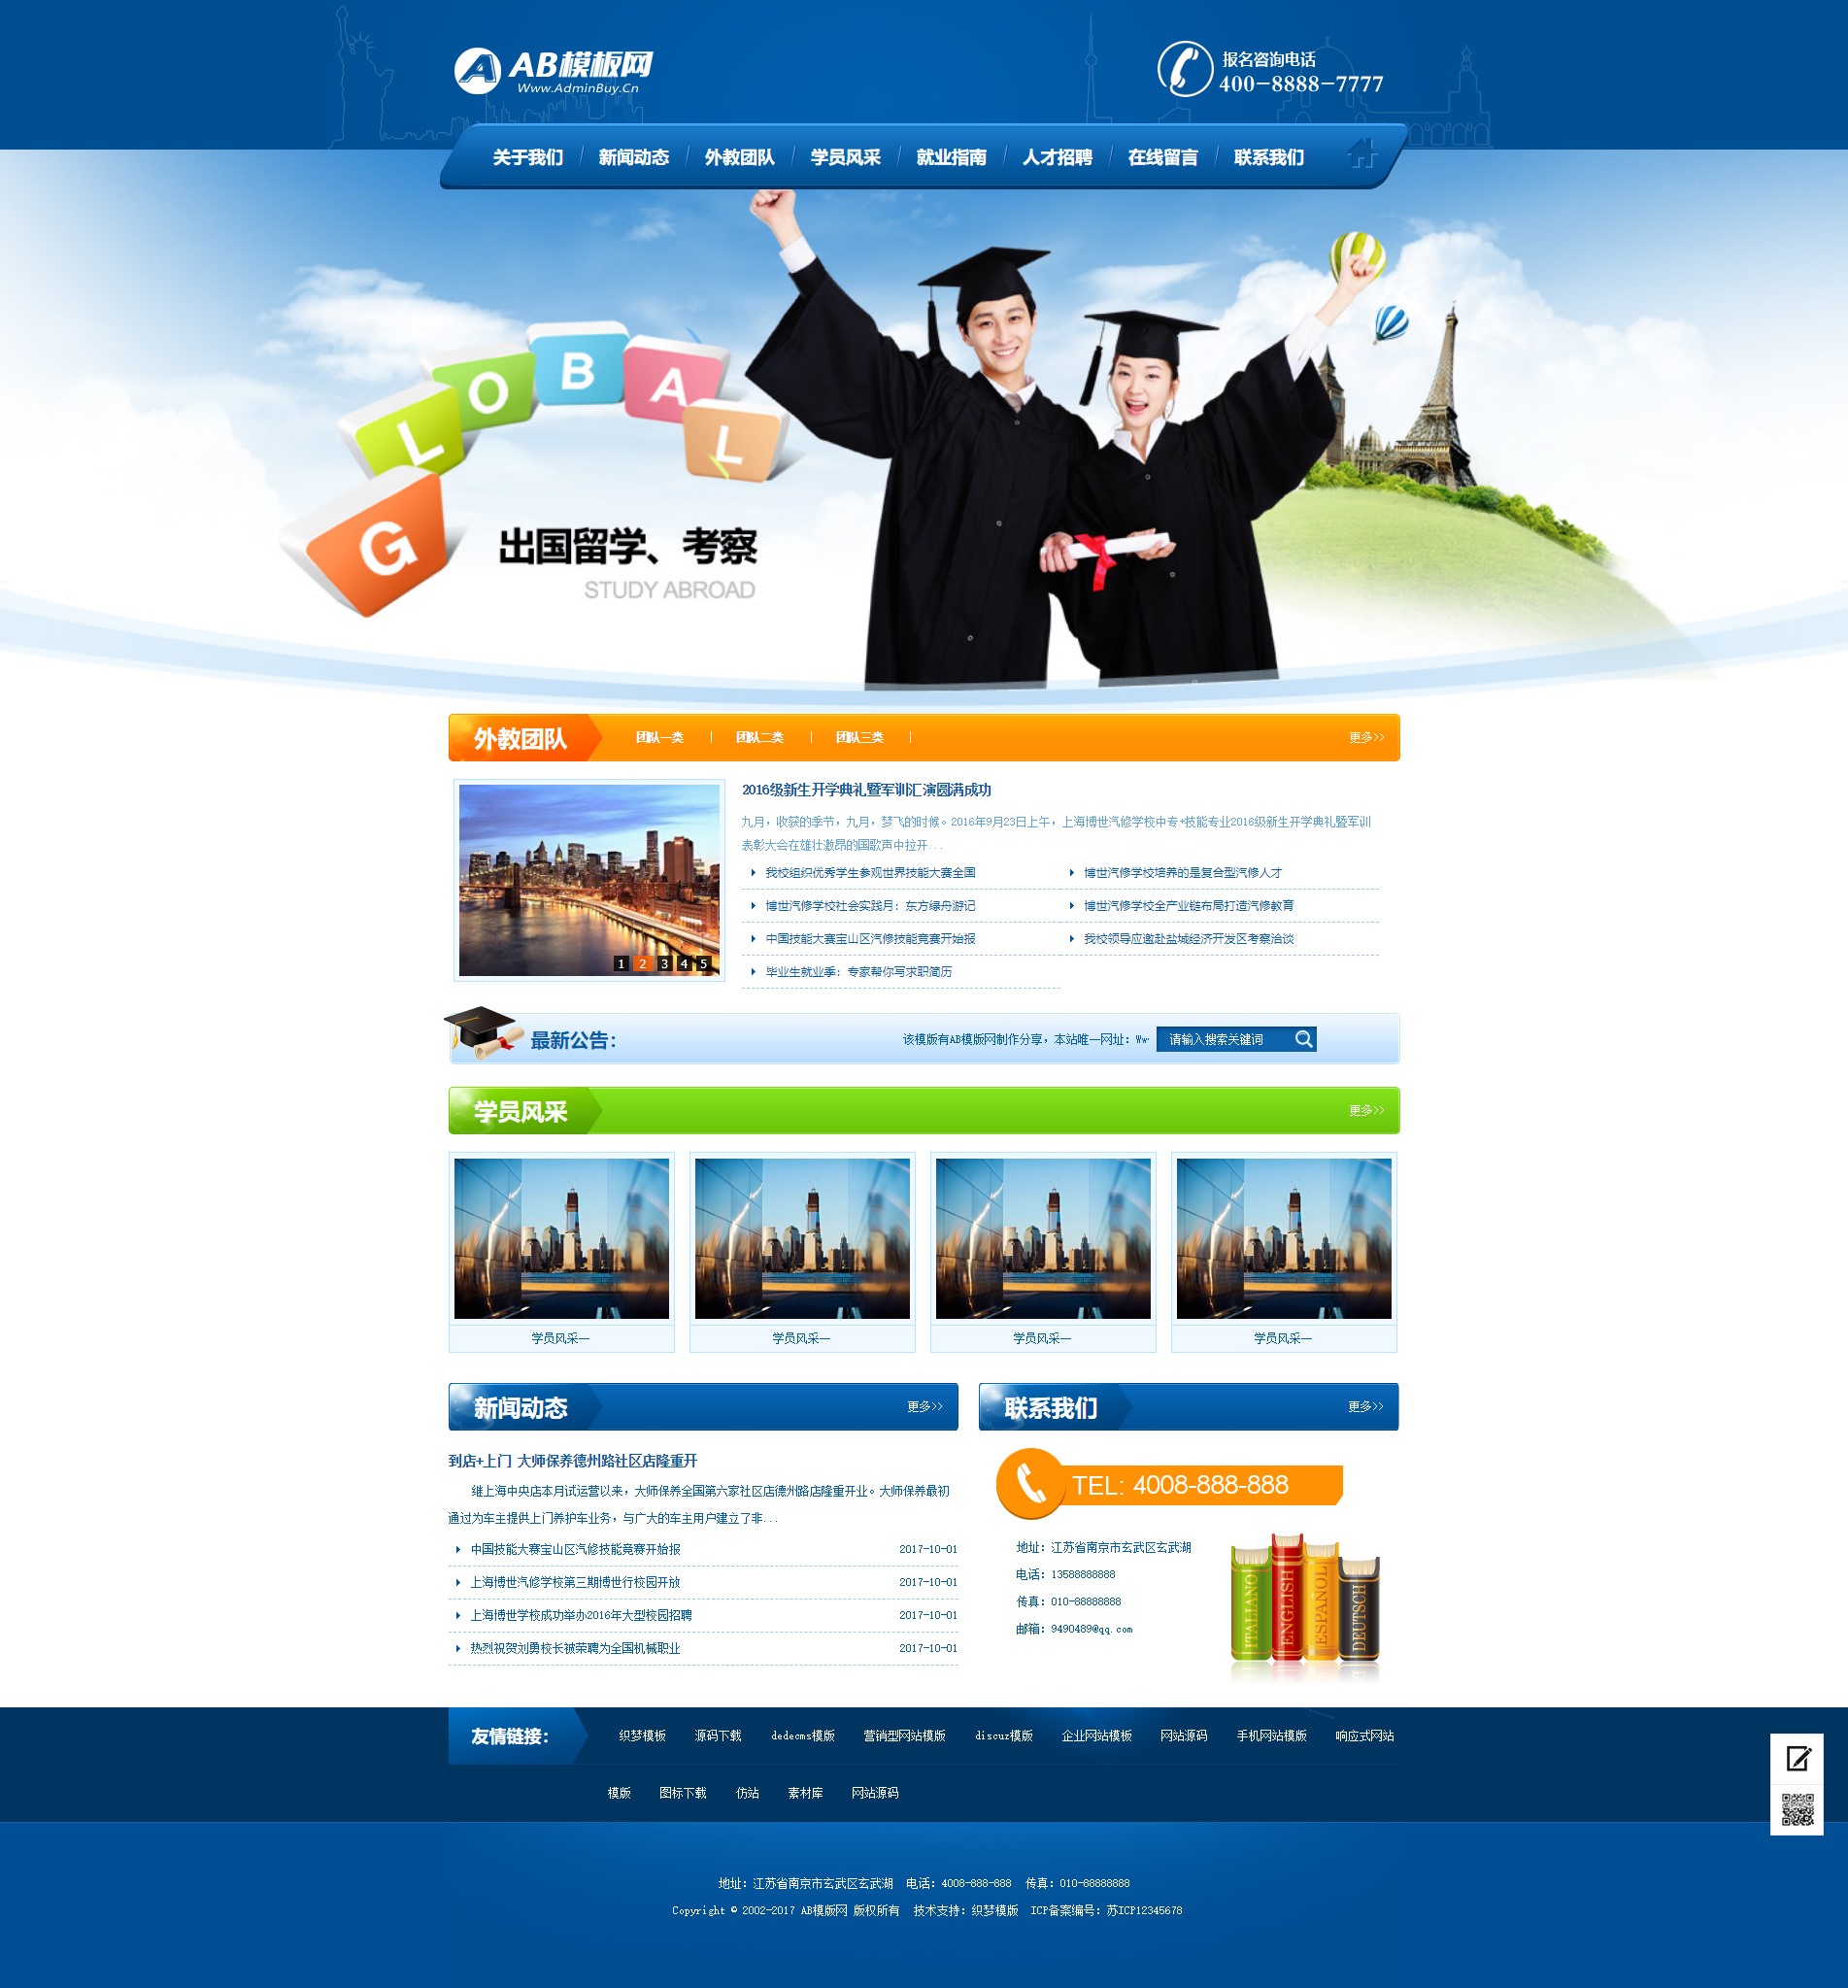 AB模板网
Www.AdminBuy.Cn
报名咨询电话
400-8888-7777
关于我们 新闻动态 外教团队 学员风采 就业指南 人才招聘 在线留言 联系我们
G L O B A L
出国留学、考察
STUDY ABROAD
外教团队 团队一类 团队二类 团队三类 更多>>
2016级新生开学典礼暨军训汇演圆满成功
九月，收获的季节，九月，梦飞的时候。2016年9月23日上午，上海博世汽修学校中专+技能专业2016级新生开学典礼暨军训
表彰大会在雄壮激昂的国歌声中拉开...
我校组织优秀学生参观世界技能大赛全国 博世汽修学校培养的是复合型汽修人才
博世汽修学校社会实践月：东方绿舟游记 博世汽修学校全产业链布局打造汽修教育
中国技能大赛宝山区汽修技能竞赛开始报 我校领导应邀赴盐城经济开发区考察洽谈
毕业生就业季：专家帮你写求职简历
1 2 3 4 5
最新公告： 该模版有AB模版网制作分享，本站唯一网址：Ww 请输入搜索关键词
学员风采 更多>>
学员风采一 学员风采一 学员风采一 学员风采一
新闻动态 更多>>
到店+上门 大师保养德州路社区店隆重开
继上海中央店本月试运营以来，大师保养全国第六家社区店德州路店隆重开业。大师保养最初
通过为车主提供上门养护车业务，与广大的车主用户建立了非...
中国技能大赛宝山区汽修技能竞赛开始报 2017-10-01
上海博世汽修学校第三期博世行校园开放 2017-10-01
上海博世学校成功举办2016年大型校园招聘 2017-10-01
热烈祝贺刘勇校长被荣聘为全国机械职业 2017-10-01
联系我们 更多>>
TEL: 4008-888-888
地址：江苏省南京市玄武区玄武湖
电话：13588888888
传真：010-88888888
邮箱：9490489@qq.com
ITALIANO
ENGLISH
ESPANOL
DEUTSCH
友情链接： 织梦模板 源码下载 dedecms模版 营销型网站模版 discuz模版 企业网站模板 网站源码 手机网站模版 响应式网站
模版 图标下载 仿站 素材库 网站源码
地址：江苏省南京市玄武区玄武湖 电话：4008-888-888 传真：010-88888888
Copyright © 2002-2017 AB模版网 版权所有 技术支持：织梦模版 ICP备案编号：苏ICP12345678